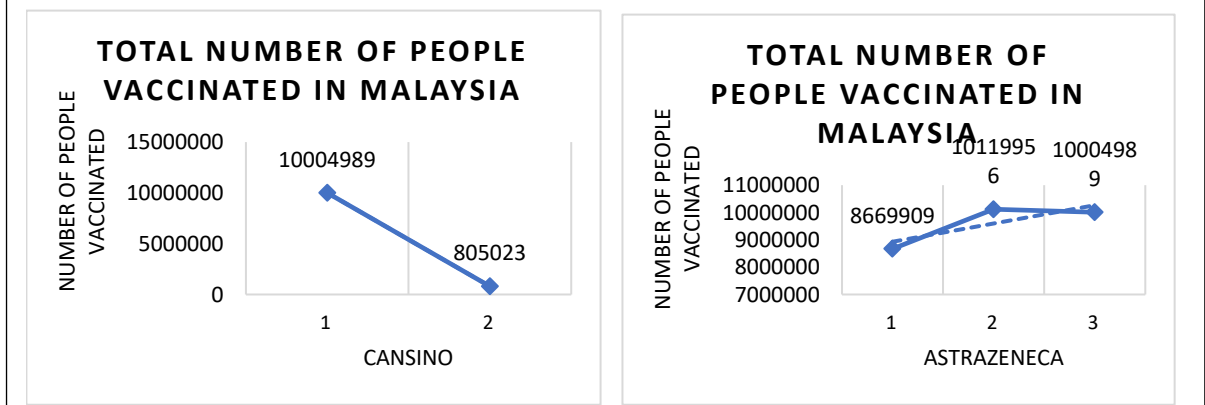 TOTAL NUMBER OF PEOPLE
VACCINATED IN MALAYSIA
NUMBER OF PEOPLE
VACCINATED
15000000
10000000
5000000
0
10004989
805023
1
2
CANSINO
TOTAL NUMBER OF
PEOPLE VACCINATED IN
MALAYSIA
NUMBER OF PEOPLE
VACCINATED
11000000
10000000
9000000
8000000
7000000
8669909
1011995
6
1000498
9
1
2
3
ASTRAZENECA